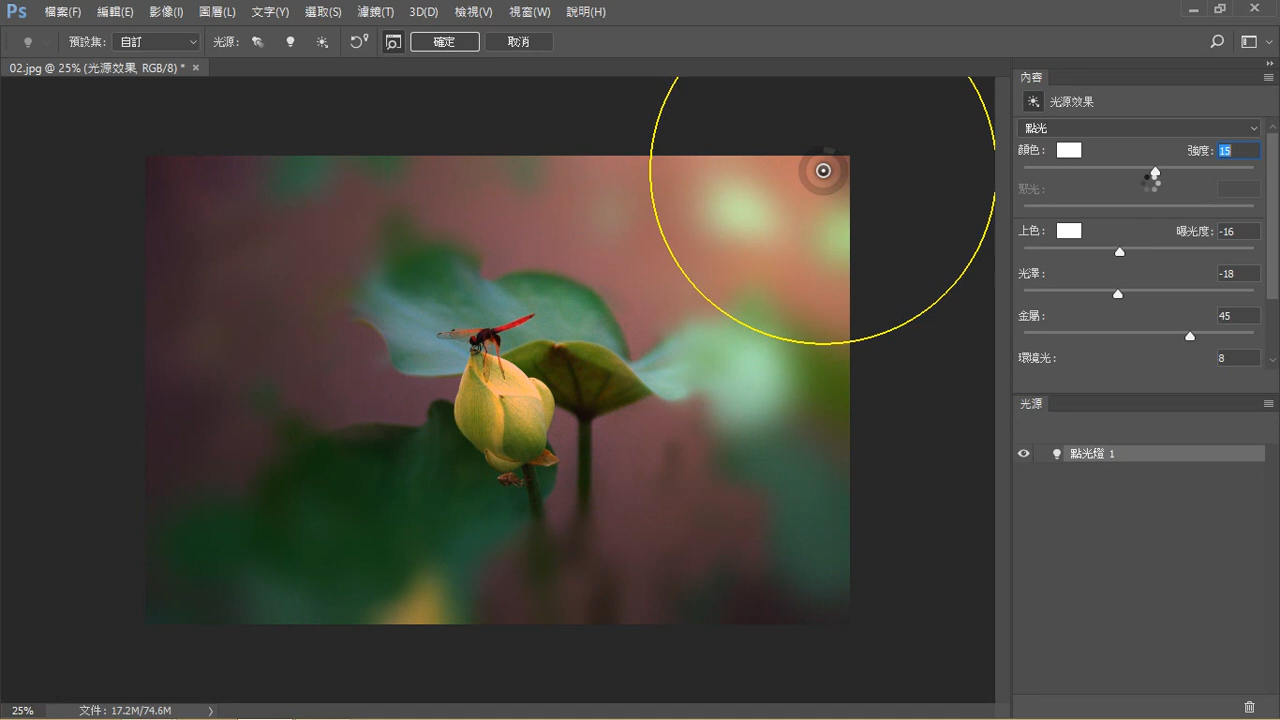 Ps 檔案(F) 編輯(E) 影像(I) 圖層(L) 文字(Y) 選取(S) 濾鏡(T) 3D(D) 檢視(V) 視窗(W) 說明(H)
預設集: 自訂 光源: 確定 取消
02.jpg @ 25% (光源效果, RGB/8) * ×
內容
光源效果
點光
顏色: 強度: 15
聚光:
上色: 曝光度: -16
光澤: -18
金屬: 45
環境光: 8
光源
點光燈 1
25% 文件: 17.2M/74.6M